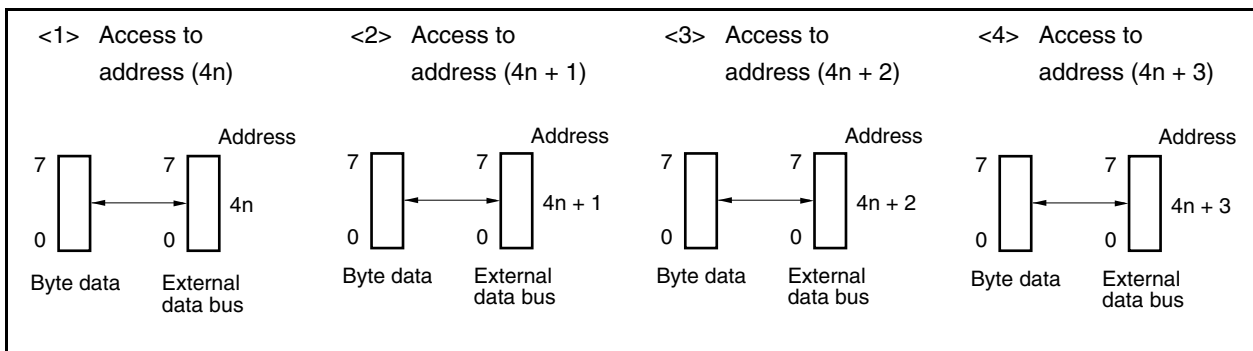 <1> Access to
address (4n)
Address
7
7
4n
0
0
Byte data
External
data bus
<2> Access to
address (4n + 1)
Address
7
7
4n + 1
0
0
Byte data
External
data bus
<3> Access to
address (4n + 2)
Address
7
7
4n + 2
0
0
Byte data
External
data bus
<4> Access to
address (4n + 3)
Address
7
7
4n + 3
0
0
Byte data
External
data bus